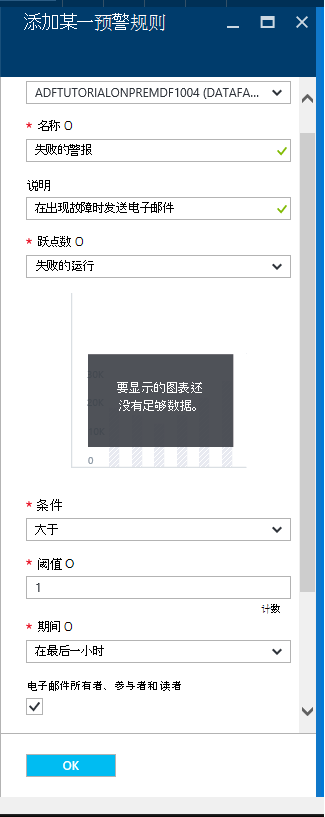 添加某一预警规则
ADFTUTORIALONPREMDF1004 (DATAFA...
* 名称
失败的警报
说明
在出现故障时发送电子邮件
* 跃点数
失败的运行
要显示的图表还
没有足够数据。
0
* 条件
大于
* 阈值
1
计数
* 期间
在最后一小时
电子邮件所有者、参与者和读者
OK